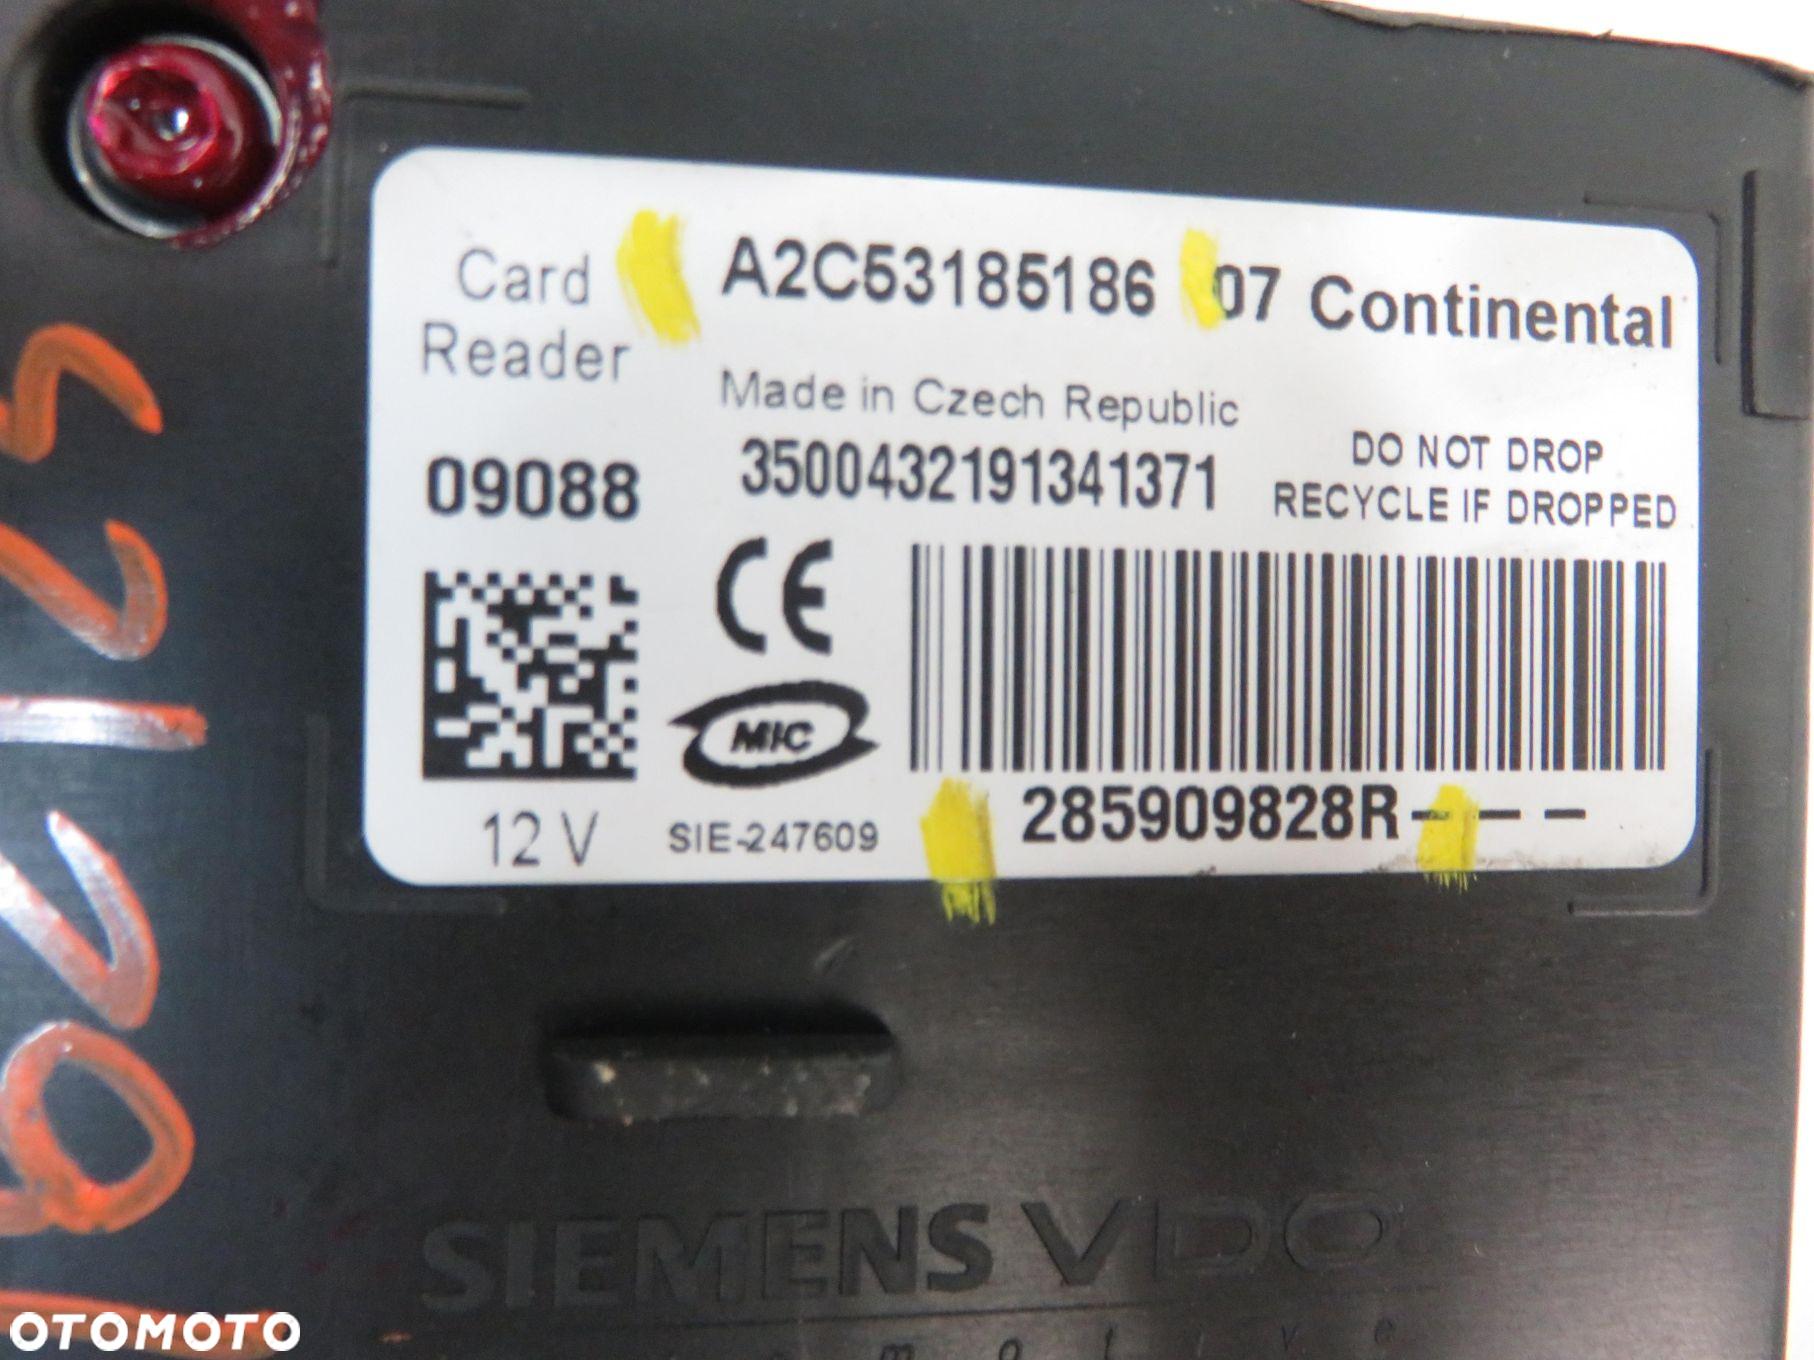 Card
Reader
A2C53185186 07 Continental
Made in Czech Republic
09088
3500432191341371
DO NOT DROP
RECYCLE IF DROPPED
CE
MIC
12 V
SIE-247609
285909828R- - -
SIEMENS VDO
OTOMOTO